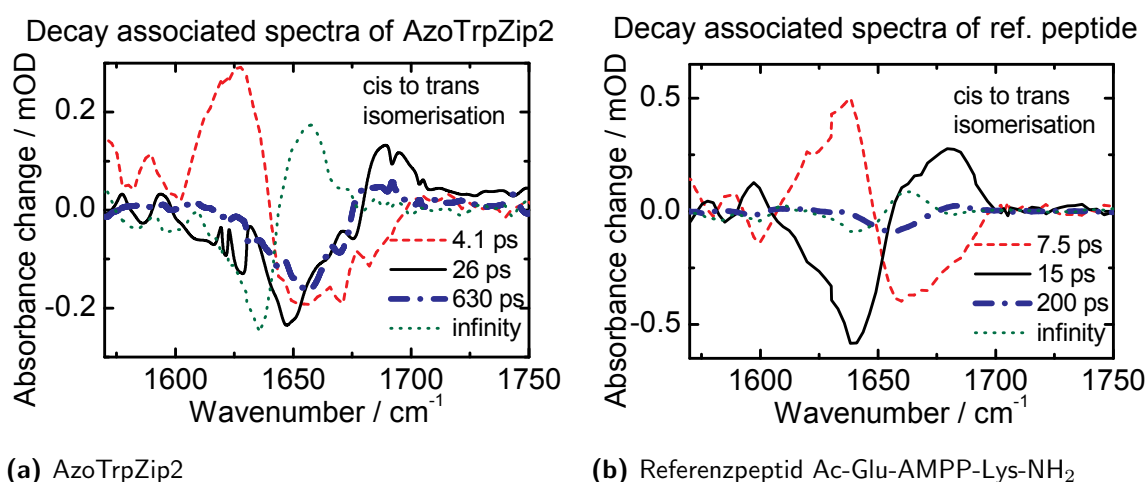 Decay associated spectra of AzoTrpZip2
Absorbance change / mOD
0.2
0.0
-0.2
cis to trans
isomerisation
4.1 ps
26 ps
630 ps
infinity
1600
1650
1700
1750
Wavenumber / cm⁻¹
(a) AzoTrpZip2
Decay associated spectra of ref. peptide
Absorbance change / mOD
0.5
0.0
-0.5
cis to trans
isomerisation
7.5 ps
15 ps
200 ps
infinity
1600
1650
1700
1750
Wavenumber / cm⁻¹
(b) Referenzpeptid Ac-Glu-AMPP-Lys-NH₂